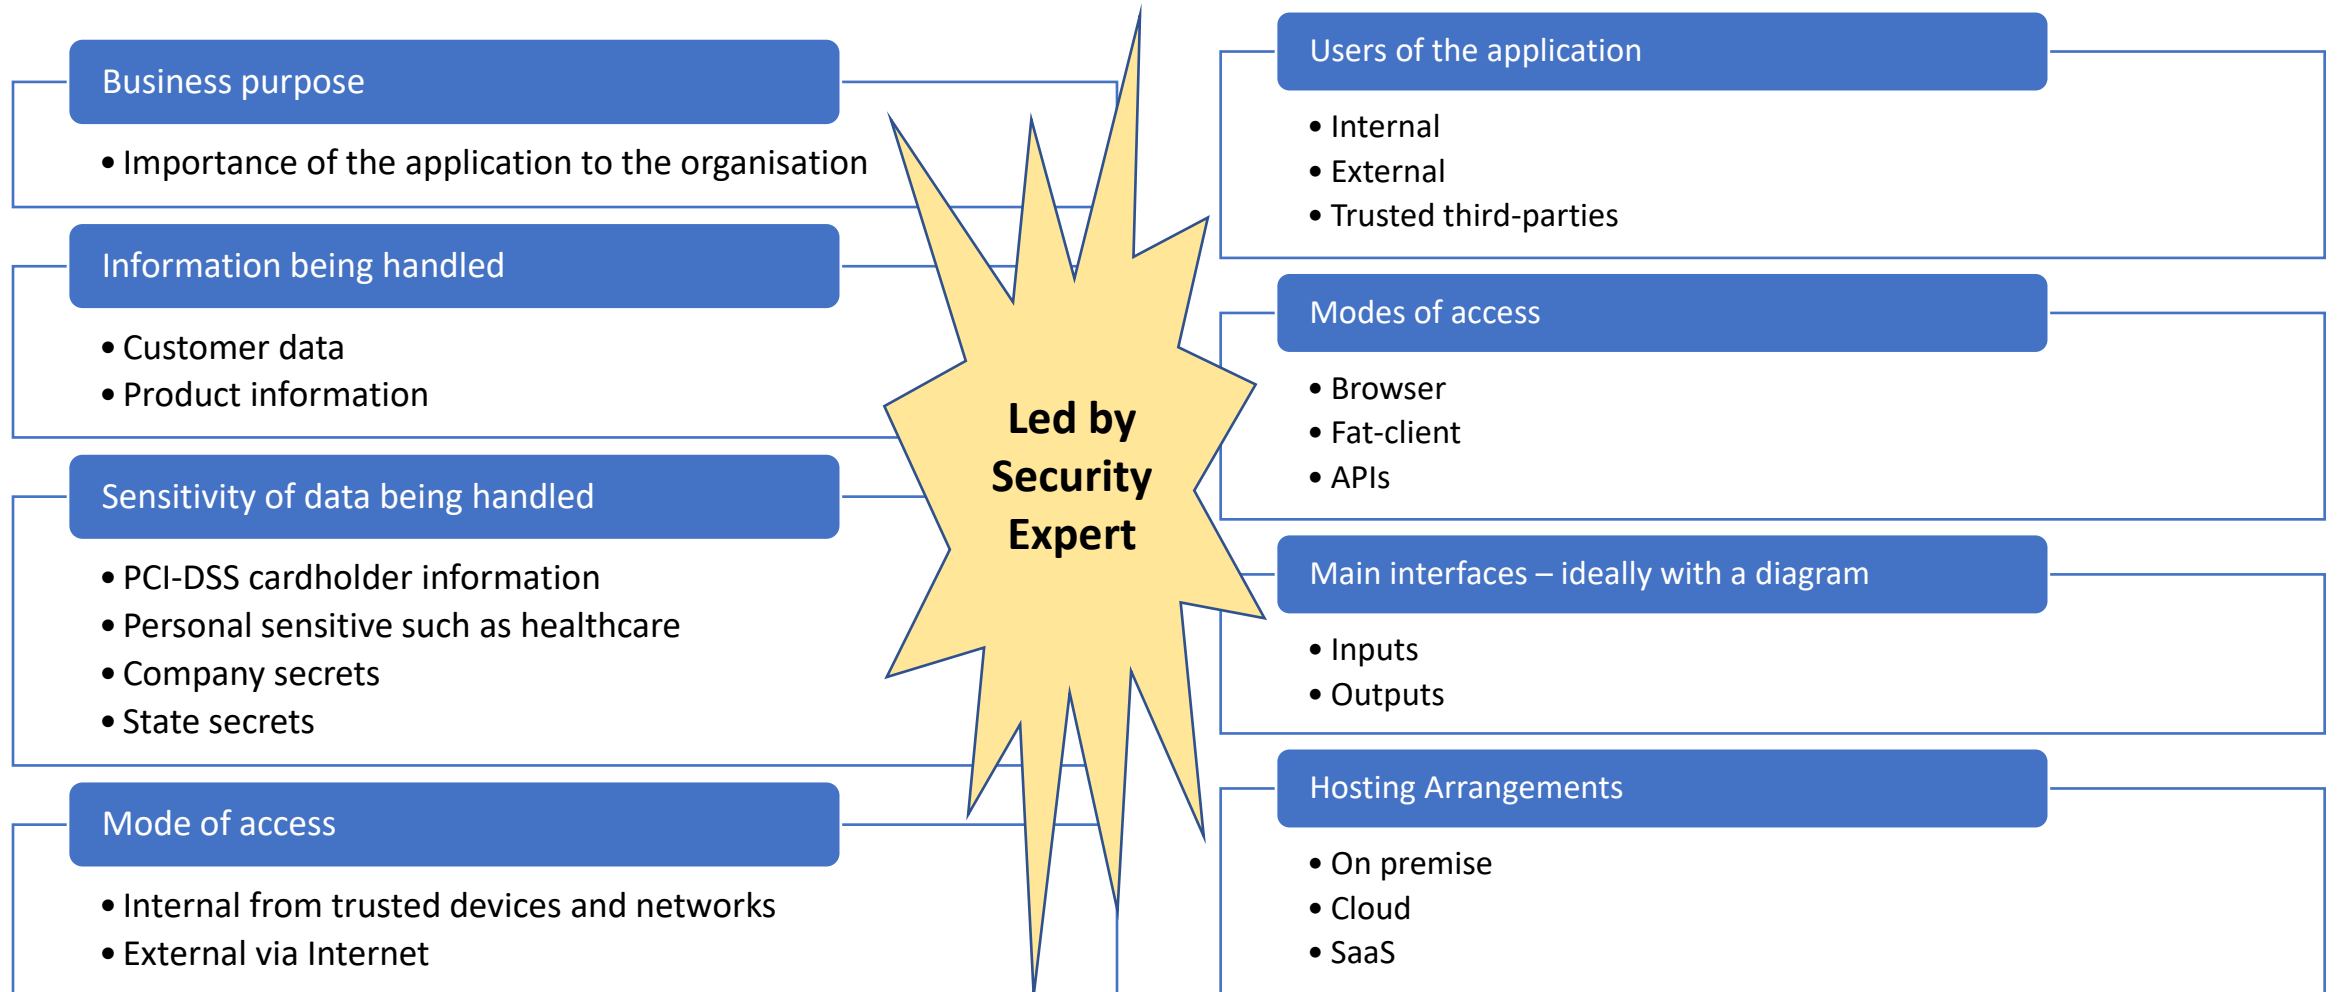 Business purpose
• Importance of the application to the organisation
Information being handled
• Customer data
• Product information
Sensitivity of data being handled
• PCI-DSS cardholder information
• Personal sensitive such as healthcare
• Company secrets
• State secrets
Mode of access
• Internal from trusted devices and networks
• External via Internet
Led by
Security
Expert
Users of the application
• Internal
• External
• Trusted third-parties
Modes of access
• Browser
• Fat-client
• APIs
Main interfaces – ideally with a diagram
• Inputs
• Outputs
Hosting Arrangements
• On premise
• Cloud
• SaaS